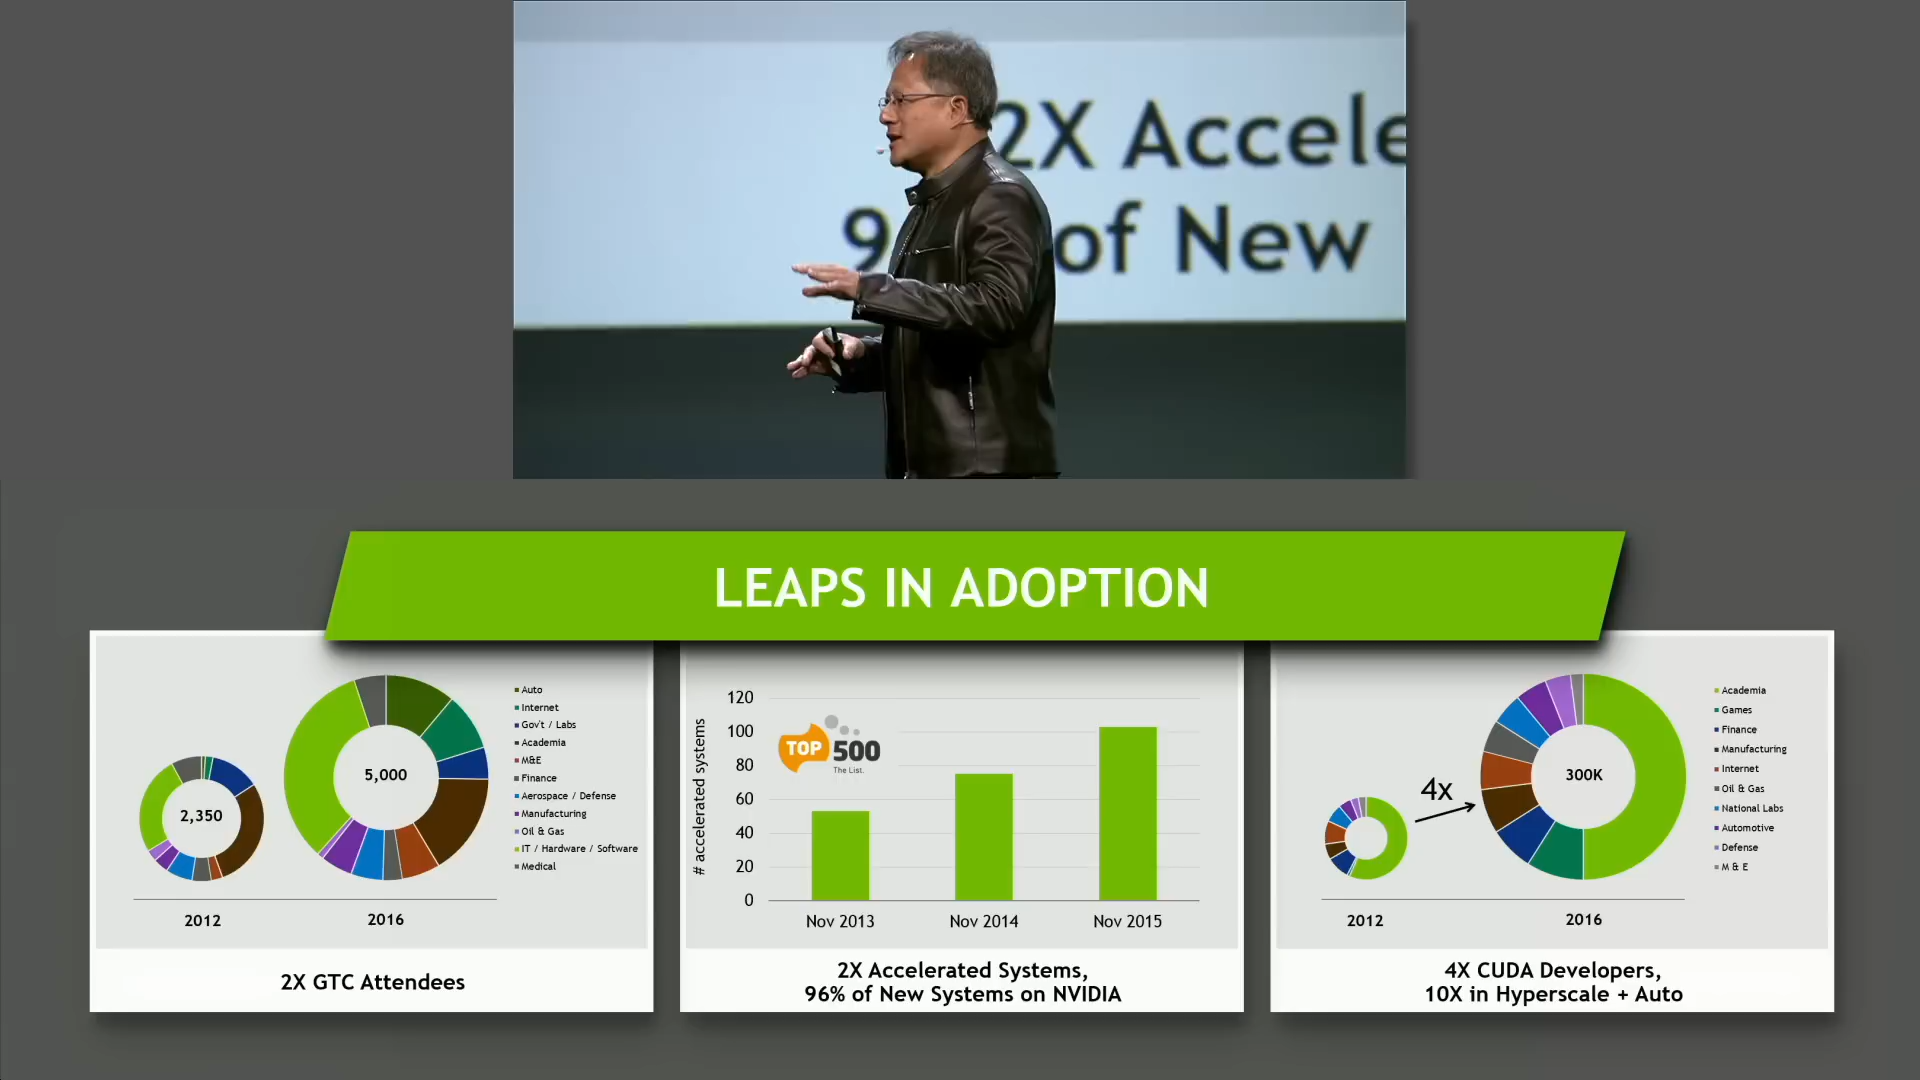 2X Accele
9 of New
LEAPS IN ADOPTION
2,350
5,000
2012
2016
Auto
Internet
Gov't / Labs
Academia
M&E
Finance
Aerospace / Defense
Manufacturing
Oil & Gas
IT / Hardware / Software
Medical
2X GTC Attendees
# accelerated systems
120
100
80
60
40
20
0
TOP 500
The List.
Nov 2013
Nov 2014
Nov 2015
2X Accelerated Systems,
96% of New Systems on NVIDIA
4x
300K
2012
2016
Academia
Games
Finance
Manufacturing
Internet
Oil & Gas
National Labs
Automotive
Defense
M & E
4X CUDA Developers,
10X in Hyperscale + Auto